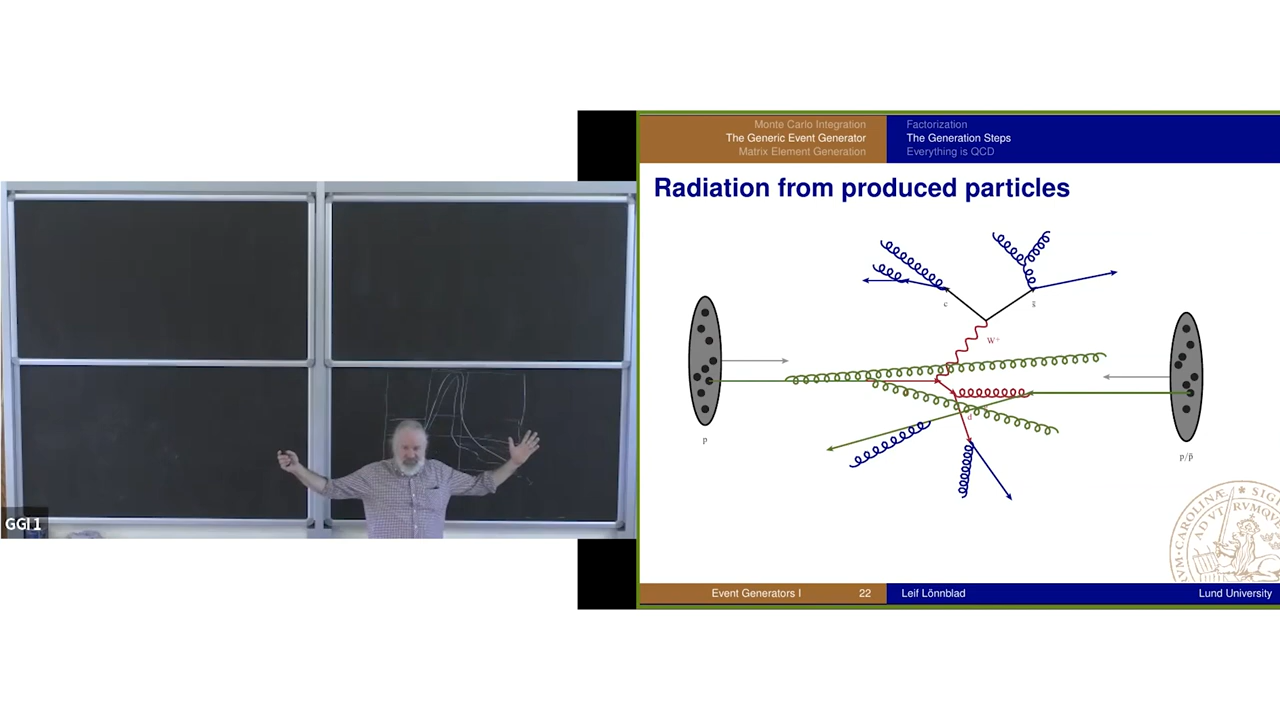 Monte Carlo Integration
The Generic Event Generator
Matrix Element Generation
Factorization
The Generation Steps
Everything is QCD
Radiation from produced particles
c
W+
d
p
p/p̄
GGI 1
Event Generators I
22
Leif Lönnblad
Lund University